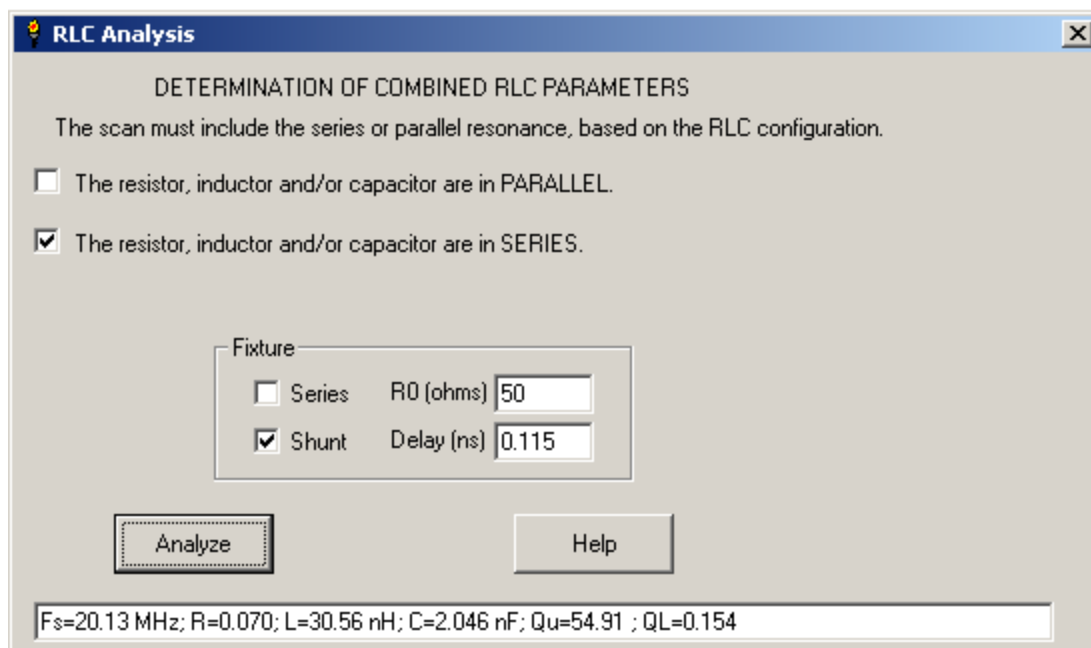 RLC Analysis
DETERMINATION OF COMBINED RLC PARAMETERS
The scan must include the series or parallel resonance, based on the RLC configuration.
The resistor, inductor and/or capacitor are in PARALLEL.
The resistor, inductor and/or capacitor are in SERIES.
Fixture
Series R0 (ohms) 50
Shunt Delay (ns) 0.115
Analyze Help
Fs=20.13 MHz; R=0.070; L=30.56 nH; C=2.046 nF; Qu=54.91 ; QL=0.154